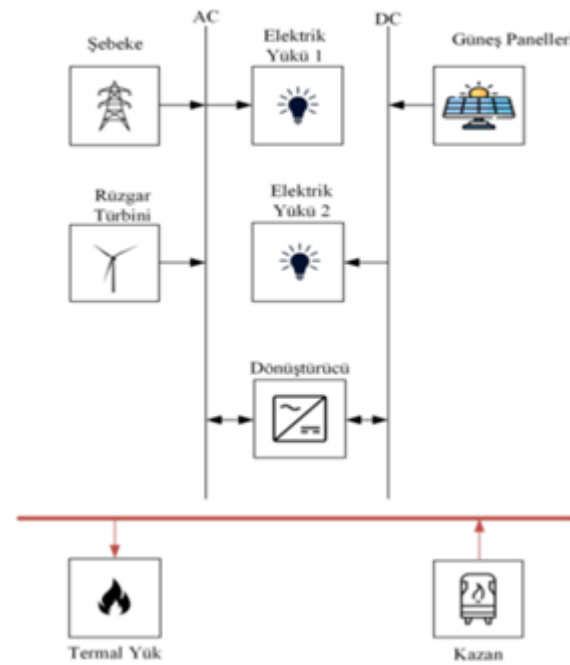 AC
DC
Şebeke
Elektrik
Yükü 1
Güneş Panelleri
Rüzgar
Türbini
Elektrik
Yükü 2
Dönüştürücü
Termal Yük
Kazan